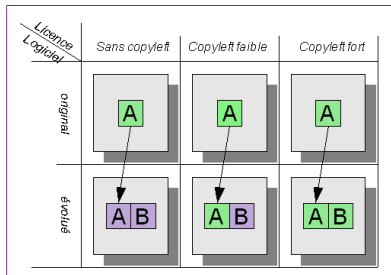 Licence
Logiciel
Sans copyleft
Copyleft faible
Copyleft fort
original
A
A
A
évolué
A B
A B
A B